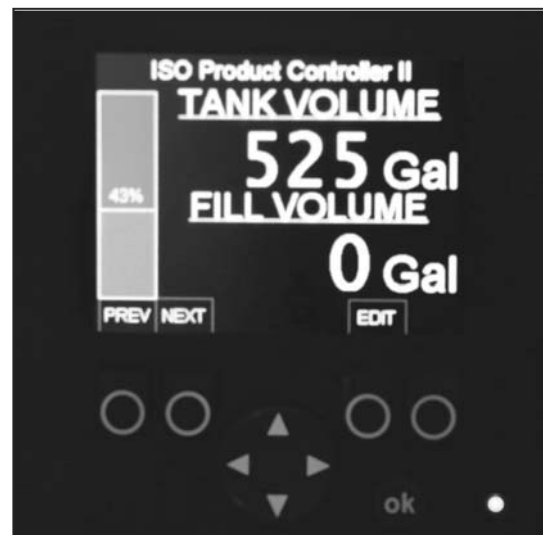 ISO Product Controller II
TANK VOLUME
525 Gal
43%
FILL VOLUME
0 Gal
PREV NEXT EDIT
ok